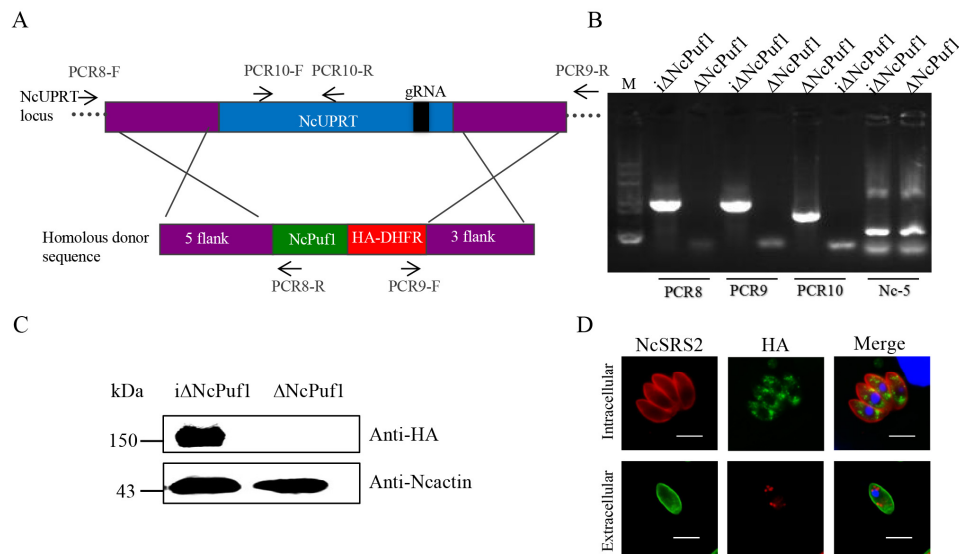 A
PCR8-F
PCR10-F
PCR10-R
PCR9-R
gRNA
NcUPRT
locus
NcUPRT
Homolous donor
sequence
5 flank
NcPuf1
HA-DHFR
3 flank
PCR8-R
PCR9-F
B
M
iΔNcPuf1
ΔNcPuf1
iΔNcPuf1
ΔNcPuf1
ΔNcPuf1
iΔNcPuf1
iΔNcPuf1
ΔNcPuf1
PCR8
PCR9
PCR10
Nc-5
C
kDa
iΔNcPuf1
ΔNcPuf1
150
Anti-HA
43
Anti-Ncactin
D
NcSRS2
HA
Merge
Intracellular
Extracellular